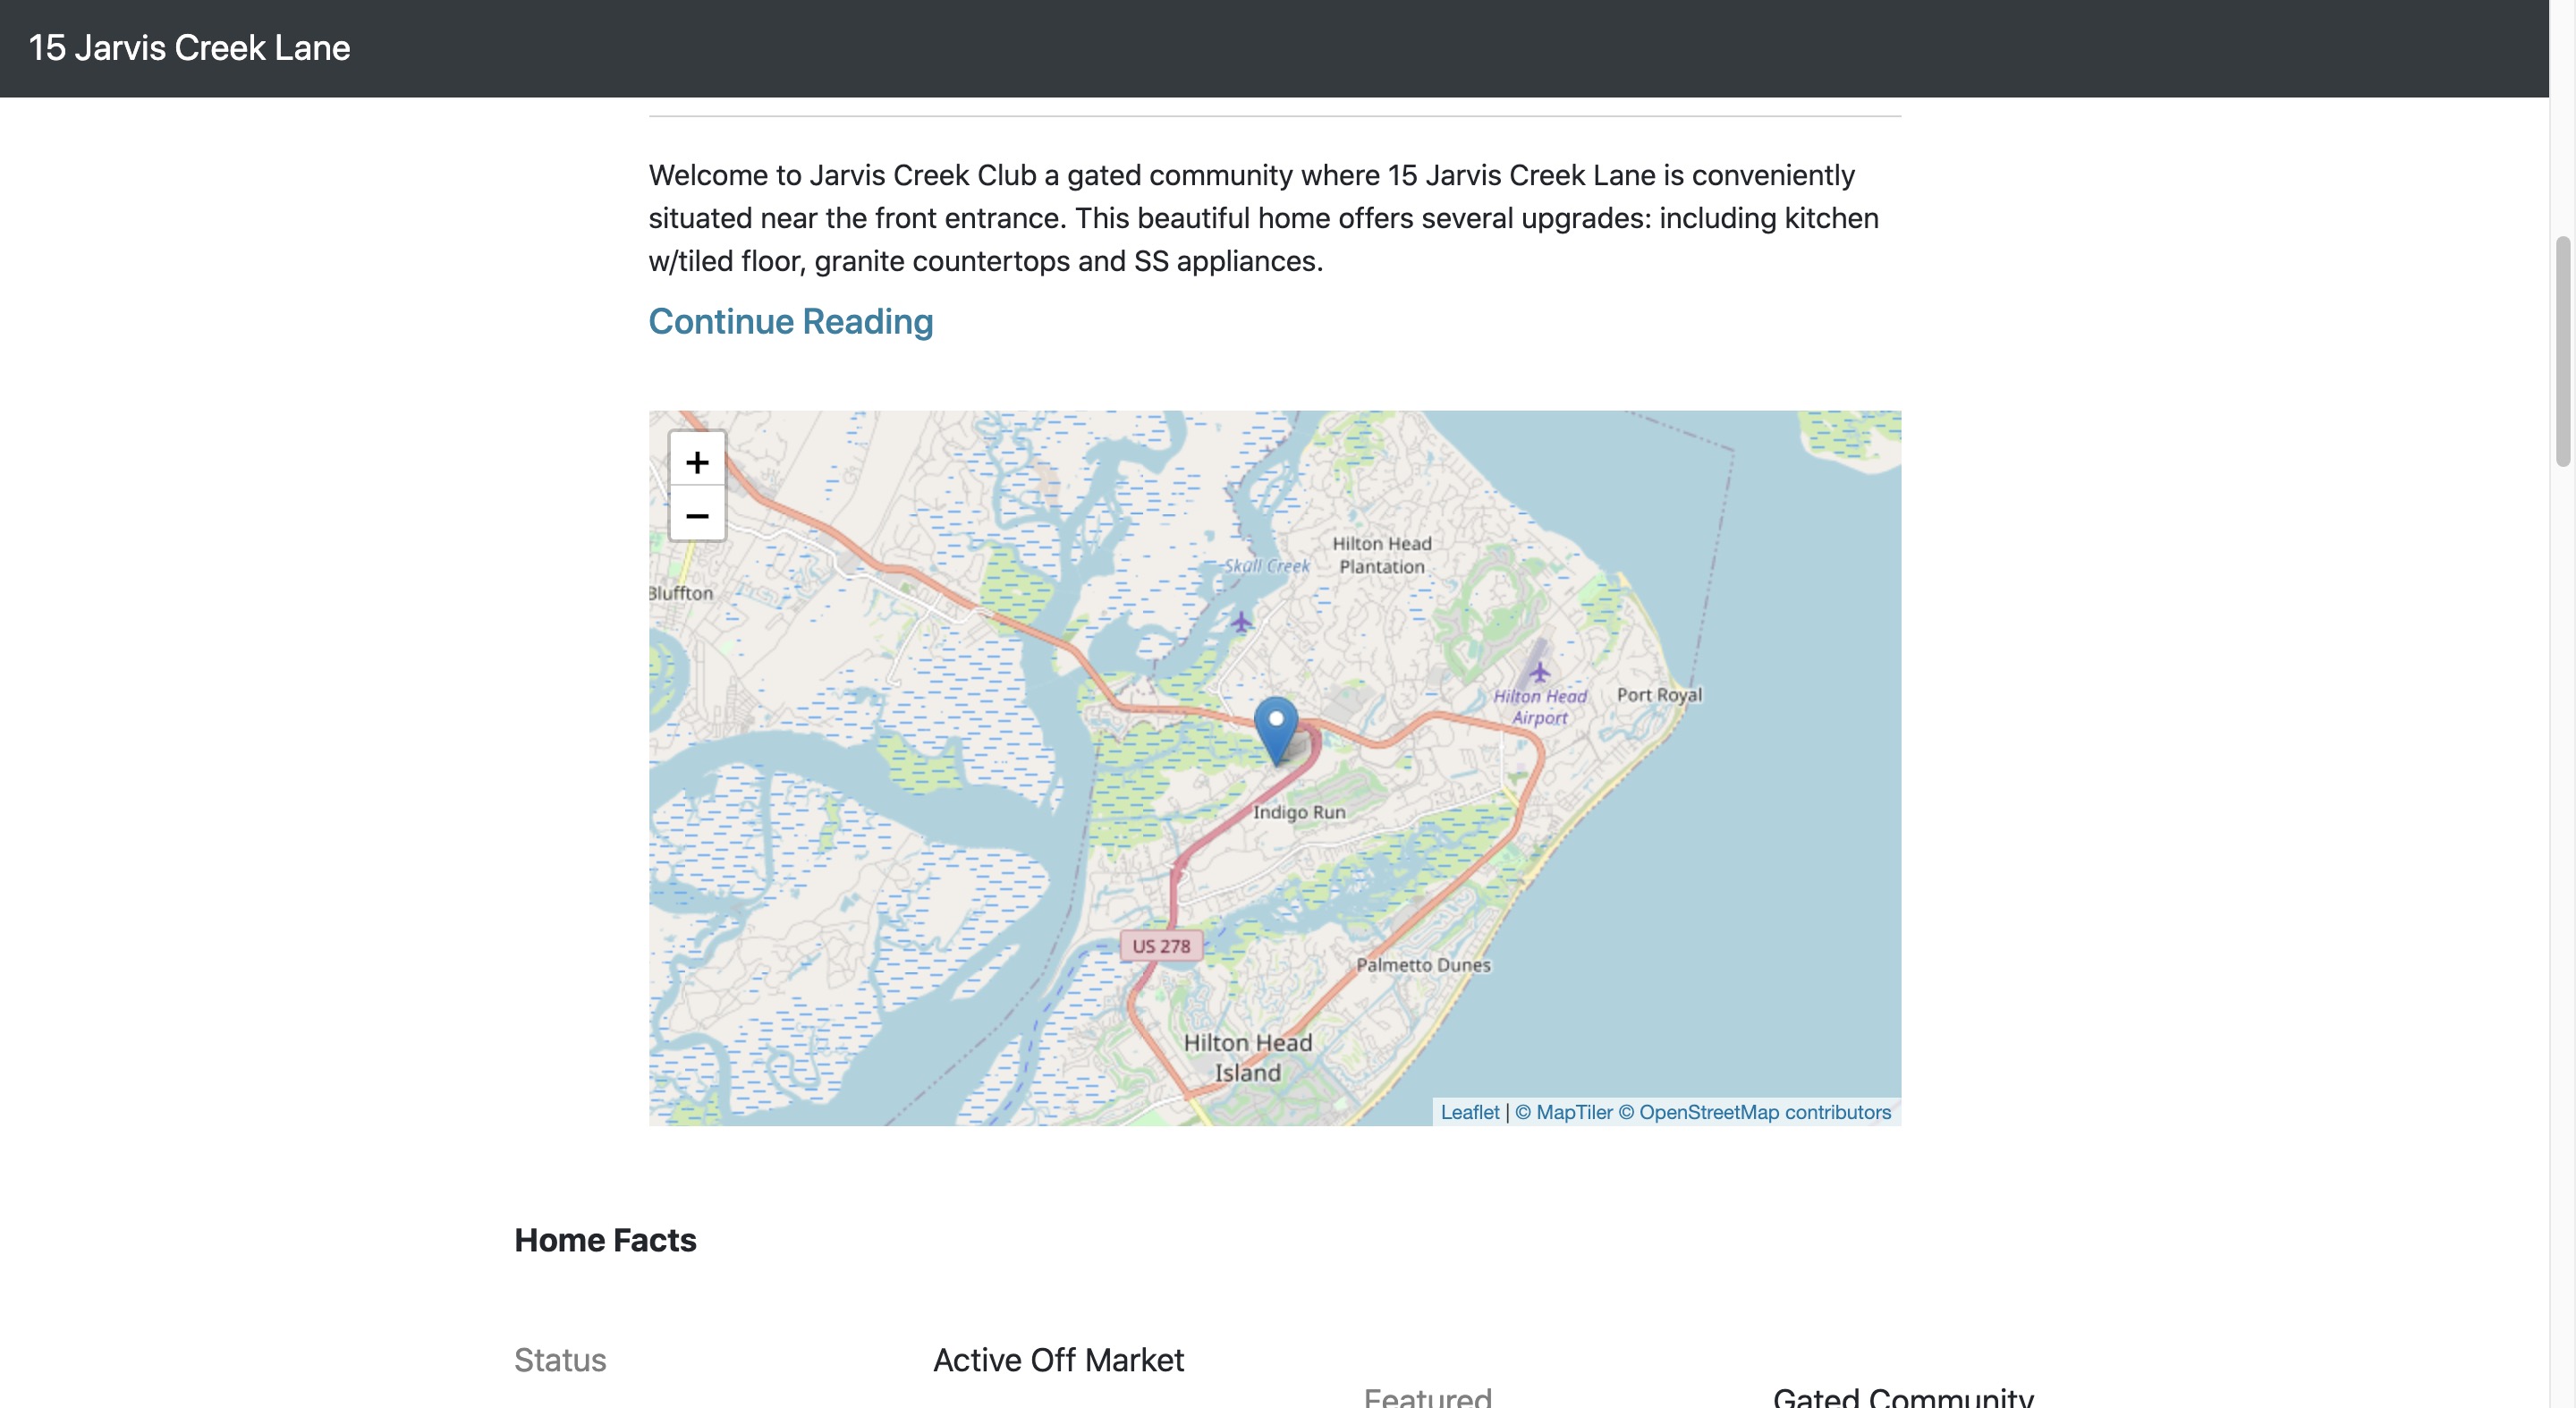 15 Jarvis Creek Lane
Welcome to Jarvis Creek Club a gated community where 15 Jarvis Creek Lane is conveniently
situated near the front entrance. This beautiful home offers several upgrades: including kitchen
w/tiled floor, granite countertops and SS appliances.
Continue Reading
+
−
Hilton Head
Plantation
Skull Creek
Bluffton
Hilton Head
Airport
Port Royal
Indigo Run
US 278
Palmetto Dunes
Hilton Head
Island
Leaflet | © MapTiler © OpenStreetMap contributors
Home Facts
Status
Active Off Market
Featured
Gated Community